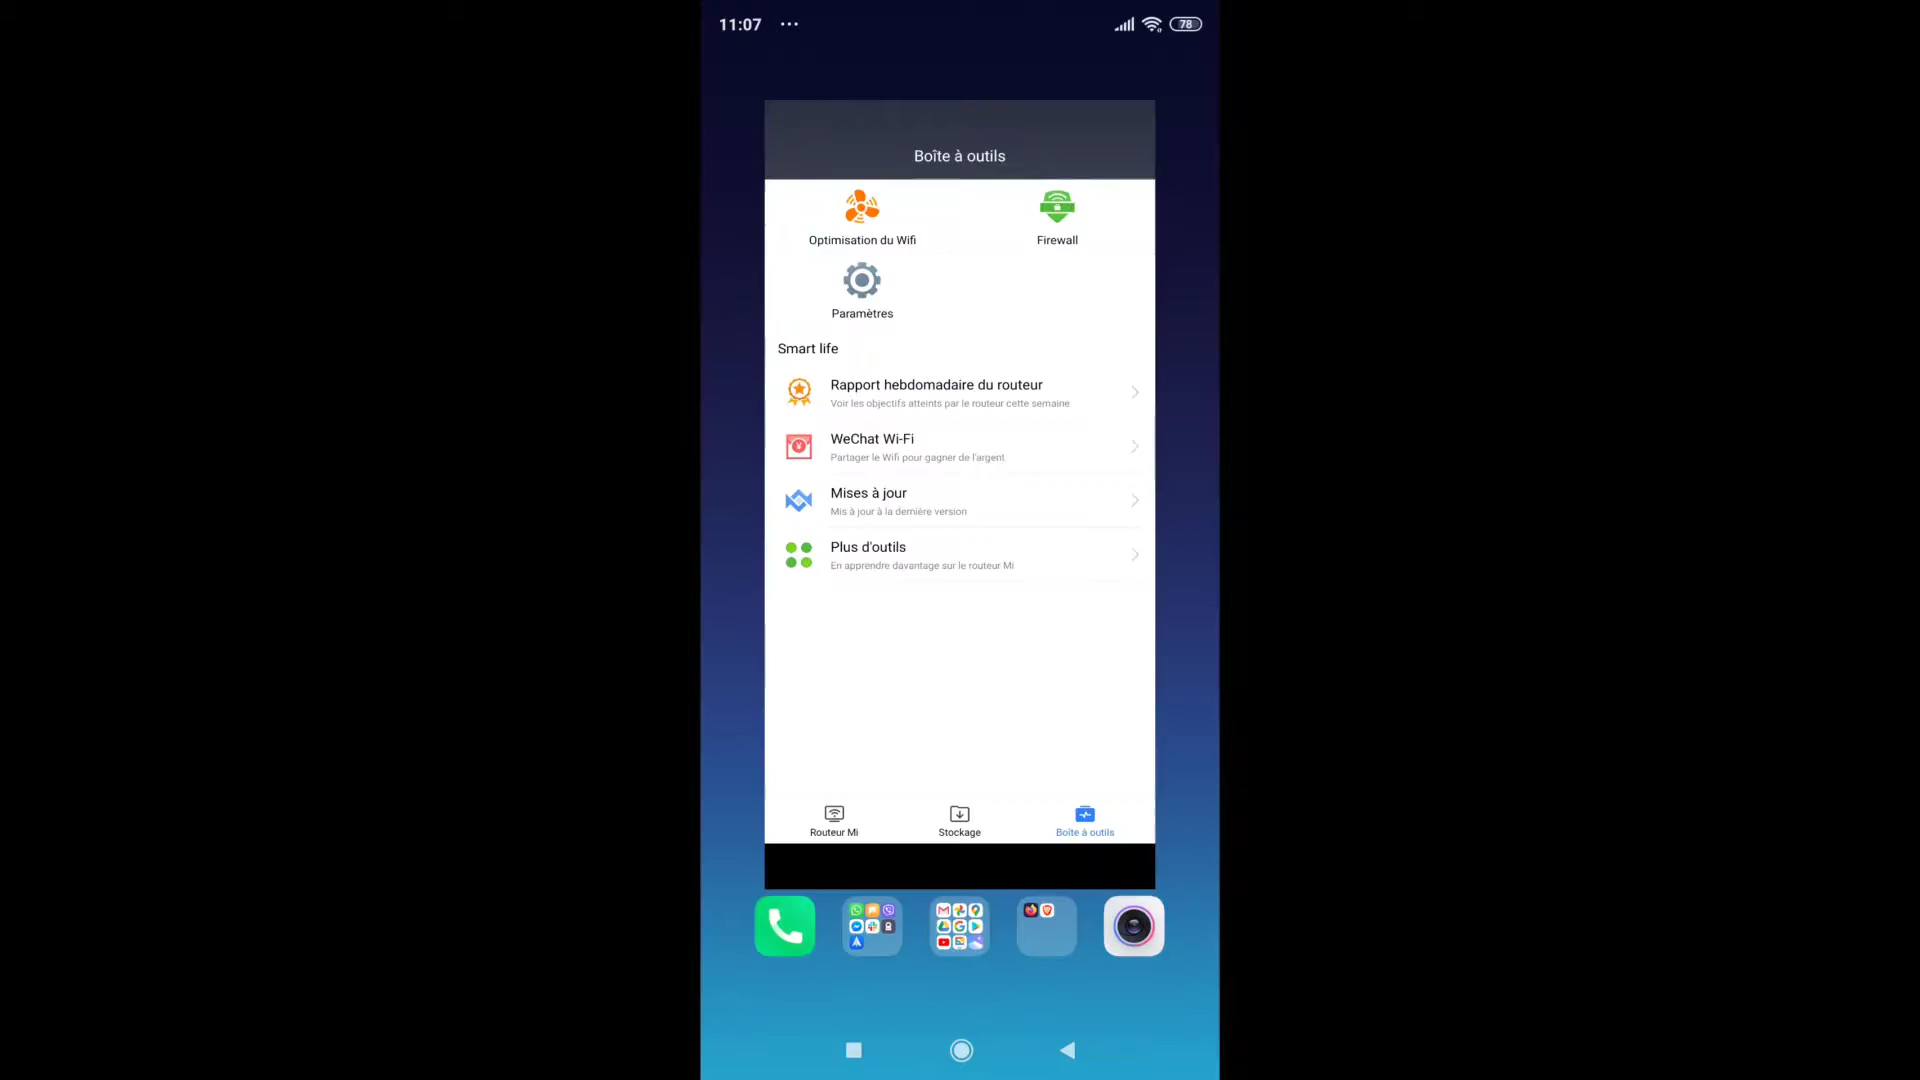 11:07 ... 78
Boîte à outils
Optimisation du Wifi Firewall
Paramètres
Smart life
Rapport hebdomadaire du routeur
Voir les objectifs atteints par le routeur cette semaine
WeChat Wi-Fi
Partager le Wifi pour gagner de l'argent
Mises à jour
Mis à jour à la dernière version
Plus d'outils
En apprendre davantage sur le routeur Mi
Routeur Mi Stockage Boîte à outils